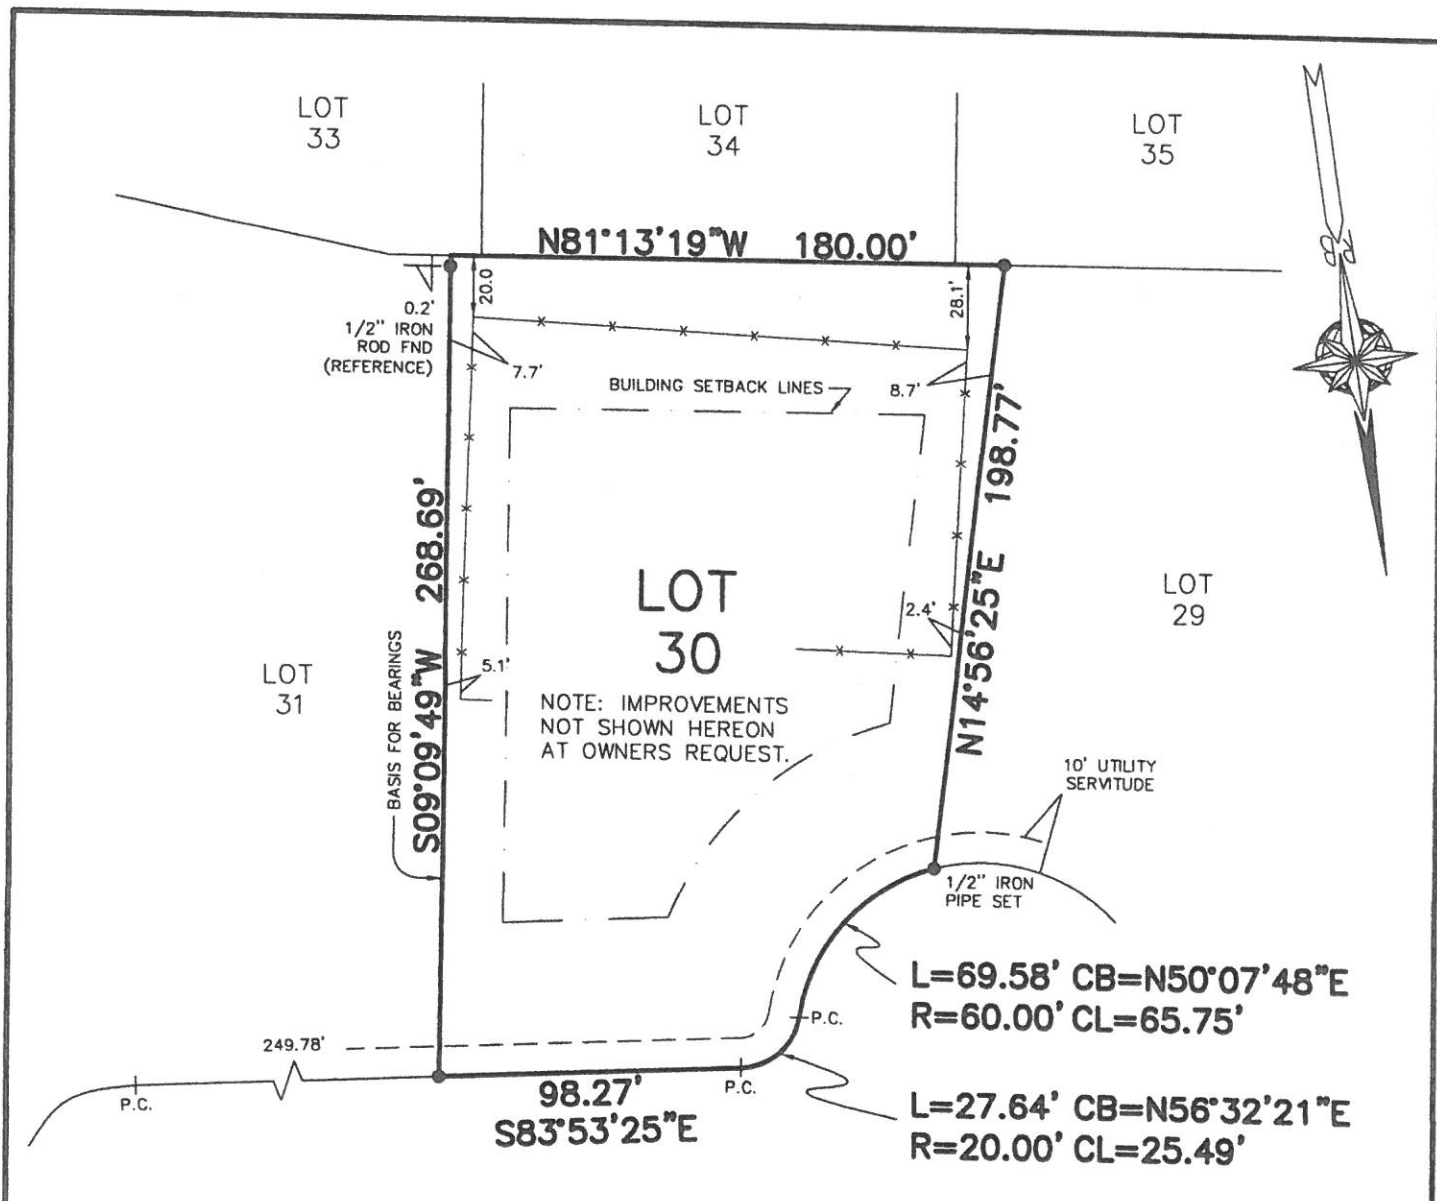 LOT
33
LOT
34
LOT
35
N81°13'19"W 180.00'
0.2'
1/2" IRON
ROD FND
(REFERENCE)
20.0
28.1'
7.7'
8.7'
BUILDING SETBACK LINES
S09°09'49"W 268.69'
BASIS FOR BEARINGS
N14°56'25"E 198.77'
LOT
30
NOTE: IMPROVEMENTS
NOT SHOWN HEREON
AT OWNERS REQUEST.
2.4'
5.1'
LOT
31
LOT
29
10' UTILITY
SERVITUDE
1/2" IRON
PIPE SET
L=69.58' CB=N50°07'48"E
R=60.00' CL=65.75'
P.C.
249.78'
P.C.
P.C.
98.27'
S83°53'25"E
L=27.64' CB=N56°32'21"E
R=20.00' CL=25.49'